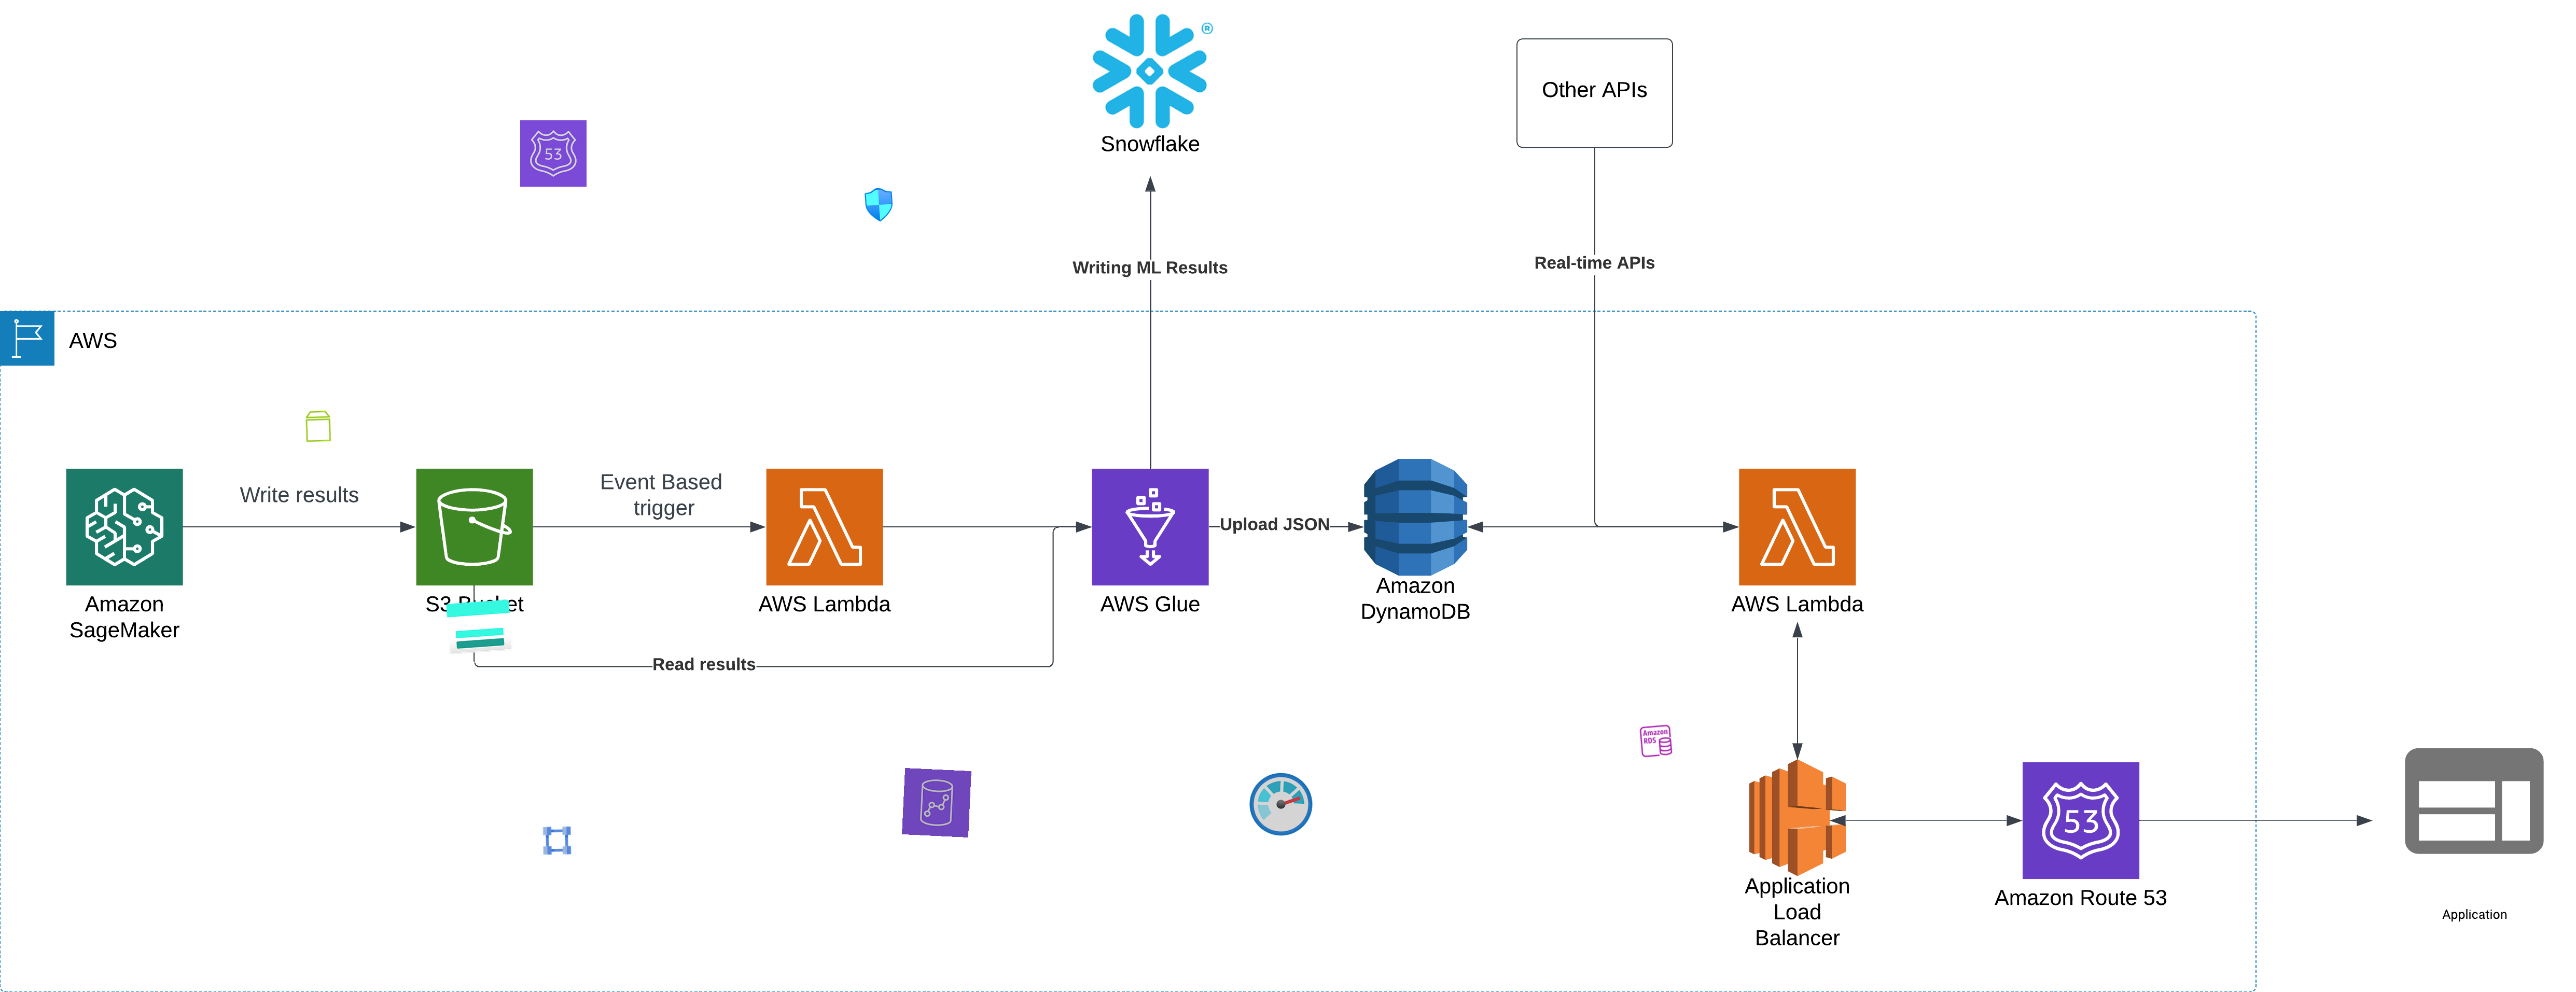 ®
Snowflake
Other APIs
53
Writing ML Results
Real-time APIs
AWS
Write results
Event Based
trigger
Upload JSON
Amazon
SageMaker
S3 Bucket
AWS Lambda
AWS Glue
Amazon
DynamoDB
AWS Lambda
Read results
Amazon
RDS
53
Application
Load
Balancer
Amazon Route 53
Application